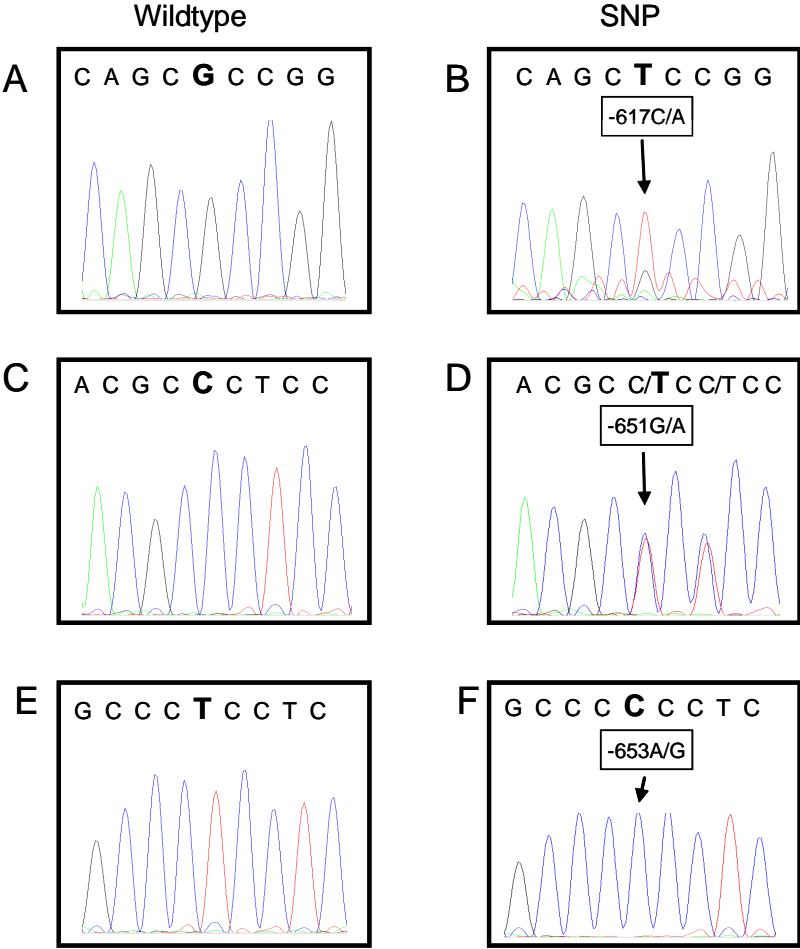 Wildtype
SNP
A
C A G C G C C G G
B
C A G C T C C G G
-617C/A
C
A C G C C C T C C
D
A C G C C/T C C/T C C
-651G/A
E
G C C C T C C T C
F
G C C C C C C T C
-653A/G